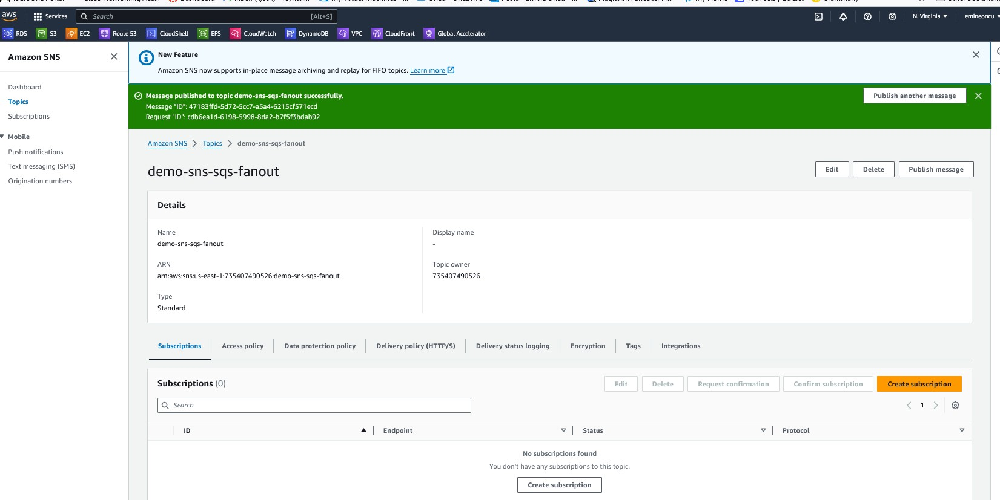 aws
Services
Search
[Alt+S]
N. Virginia
emineoncu
RDS
S3
EC2
Route 53
CloudShell
EFS
CloudWatch
DynamoDB
VPC
CloudFront
Global Accelerator
Amazon SNS
Dashboard
Topics
Subscriptions
Mobile
Push notifications
Text messaging (SMS)
Origination numbers
New Feature
Amazon SNS now supports in-place message archiving and replay for FIFO topics. Learn more
Message published to topic demo-sns-sqs-fanout successfully.
Message "ID": 47183ffd-5d72-5cc7-a5a4-6215cf571ecd
Request "ID": cdb6ea1d-6198-5998-8da2-b7f5f3bdab92
Publish another message
Amazon SNS
Topics
demo-sns-sqs-fanout
demo-sns-sqs-fanout
Edit
Delete
Publish message
Details
Name
demo-sns-sqs-fanout
Display name
-
ARN
arn:aws:sns:us-east-1:735407490526:demo-sns-sqs-fanout
Topic owner
735407490526
Type
Standard
Subscriptions
Access policy
Data protection policy
Delivery policy (HTTP/S)
Delivery status logging
Encryption
Tags
Integrations
Subscriptions (0)
Edit
Delete
Request confirmation
Confirm subscription
Create subscription
Search
1
ID
Endpoint
Status
Protocol
No subscriptions found
You don't have any subscriptions to this topic.
Create subscription